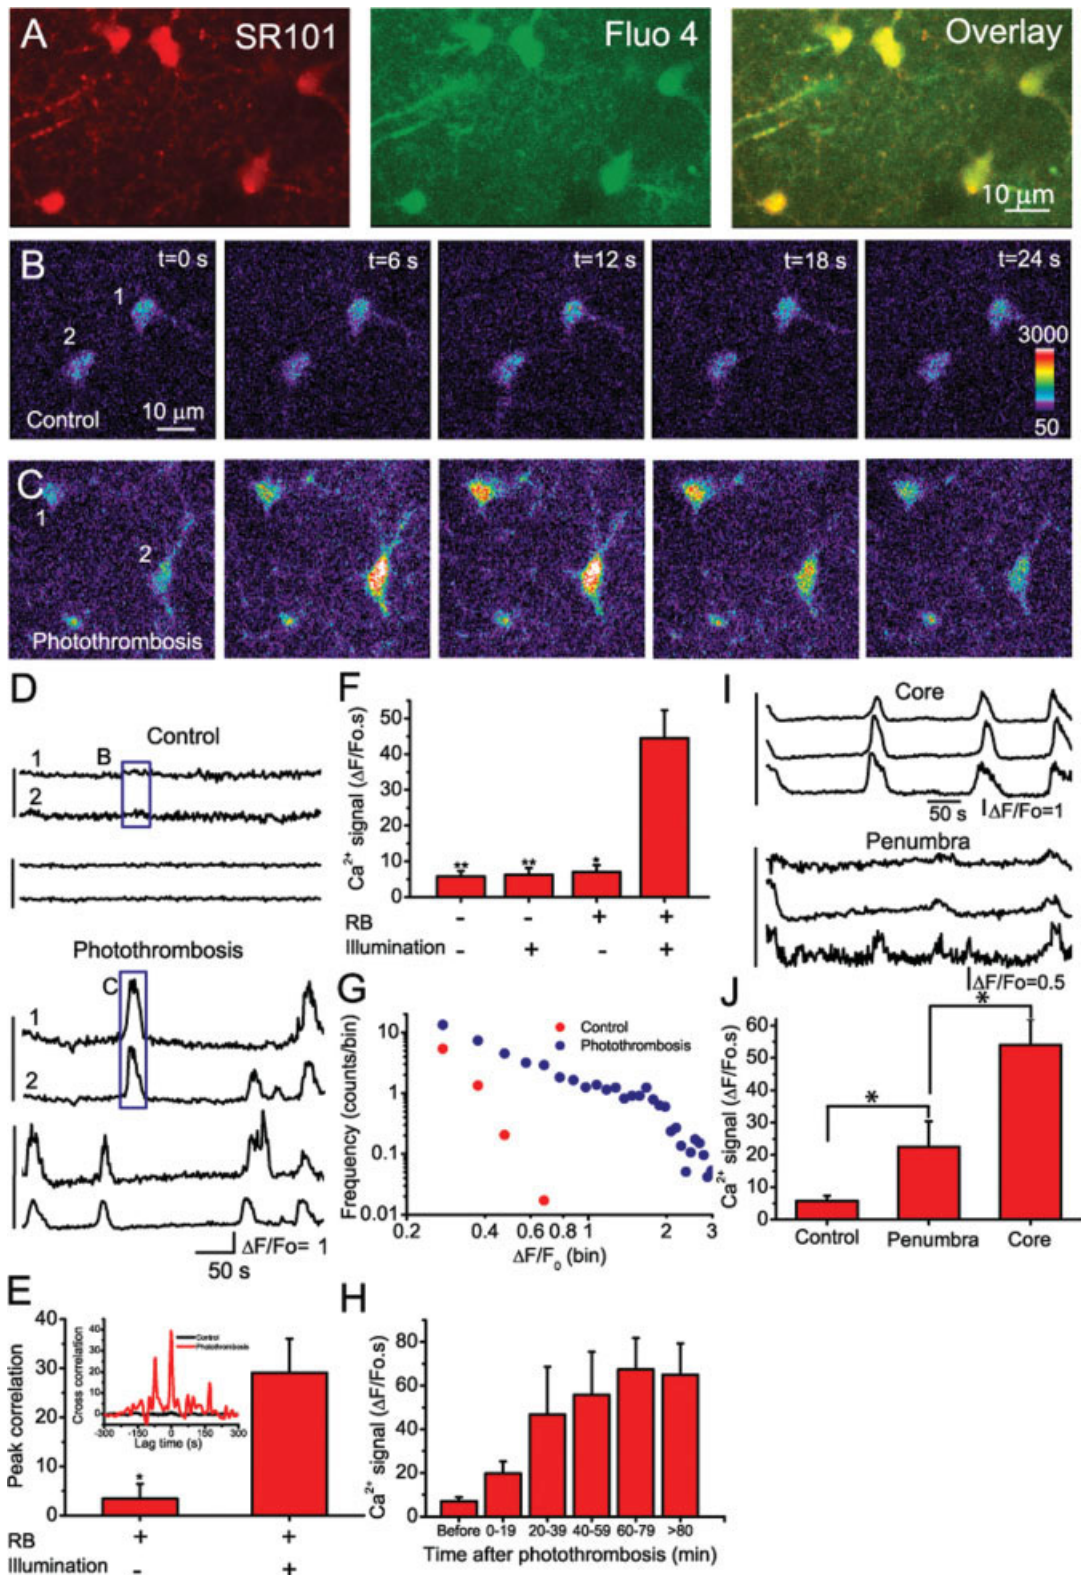 A
SR101
Fluo 4
Overlay
10 µm
B
t=0 s
t=6 s
t=12 s
t=18 s
t=24 s
1
2
Control
10 µm
3000
50
C
1
2
Photothrombosis
D
Control
1
B
2
Photothrombosis
C
1
2
ΔF/Fo= 1
50 s
E
Peak correlation
40
30
20
10
0
Cross correlation
40
30
20
10
0
Control
Photothrombosis
-300
-150
0
150
300
Lag time (s)
*
RB
+
+
Illumination
-
+
F
Ca²⁺ signal (ΔF/Fo.s)
50
40
30
20
10
0
**
**
*
RB
-
-
+
+
Illumination
-
+
-
+
G
Frequency (counts/bin)
10
1
0.1
0.01
Control
Photothrombosis
0.2
0.4
0.6
0.8
1
2
3
ΔF/F₀ (bin)
H
Ca²⁺ signal (ΔF/Fo.s)
80
60
40
20
0
Before
0-19
20-39
40-59
60-79
>80
Time after photothrombosis (min)
I
Core
50 s
ΔF/Fo=1
Penumbra
ΔF/Fo=0.5
J
Ca²⁺ signal (ΔF/Fo.s)
60
50
40
30
20
10
0
*
*
Control
Penumbra
Core